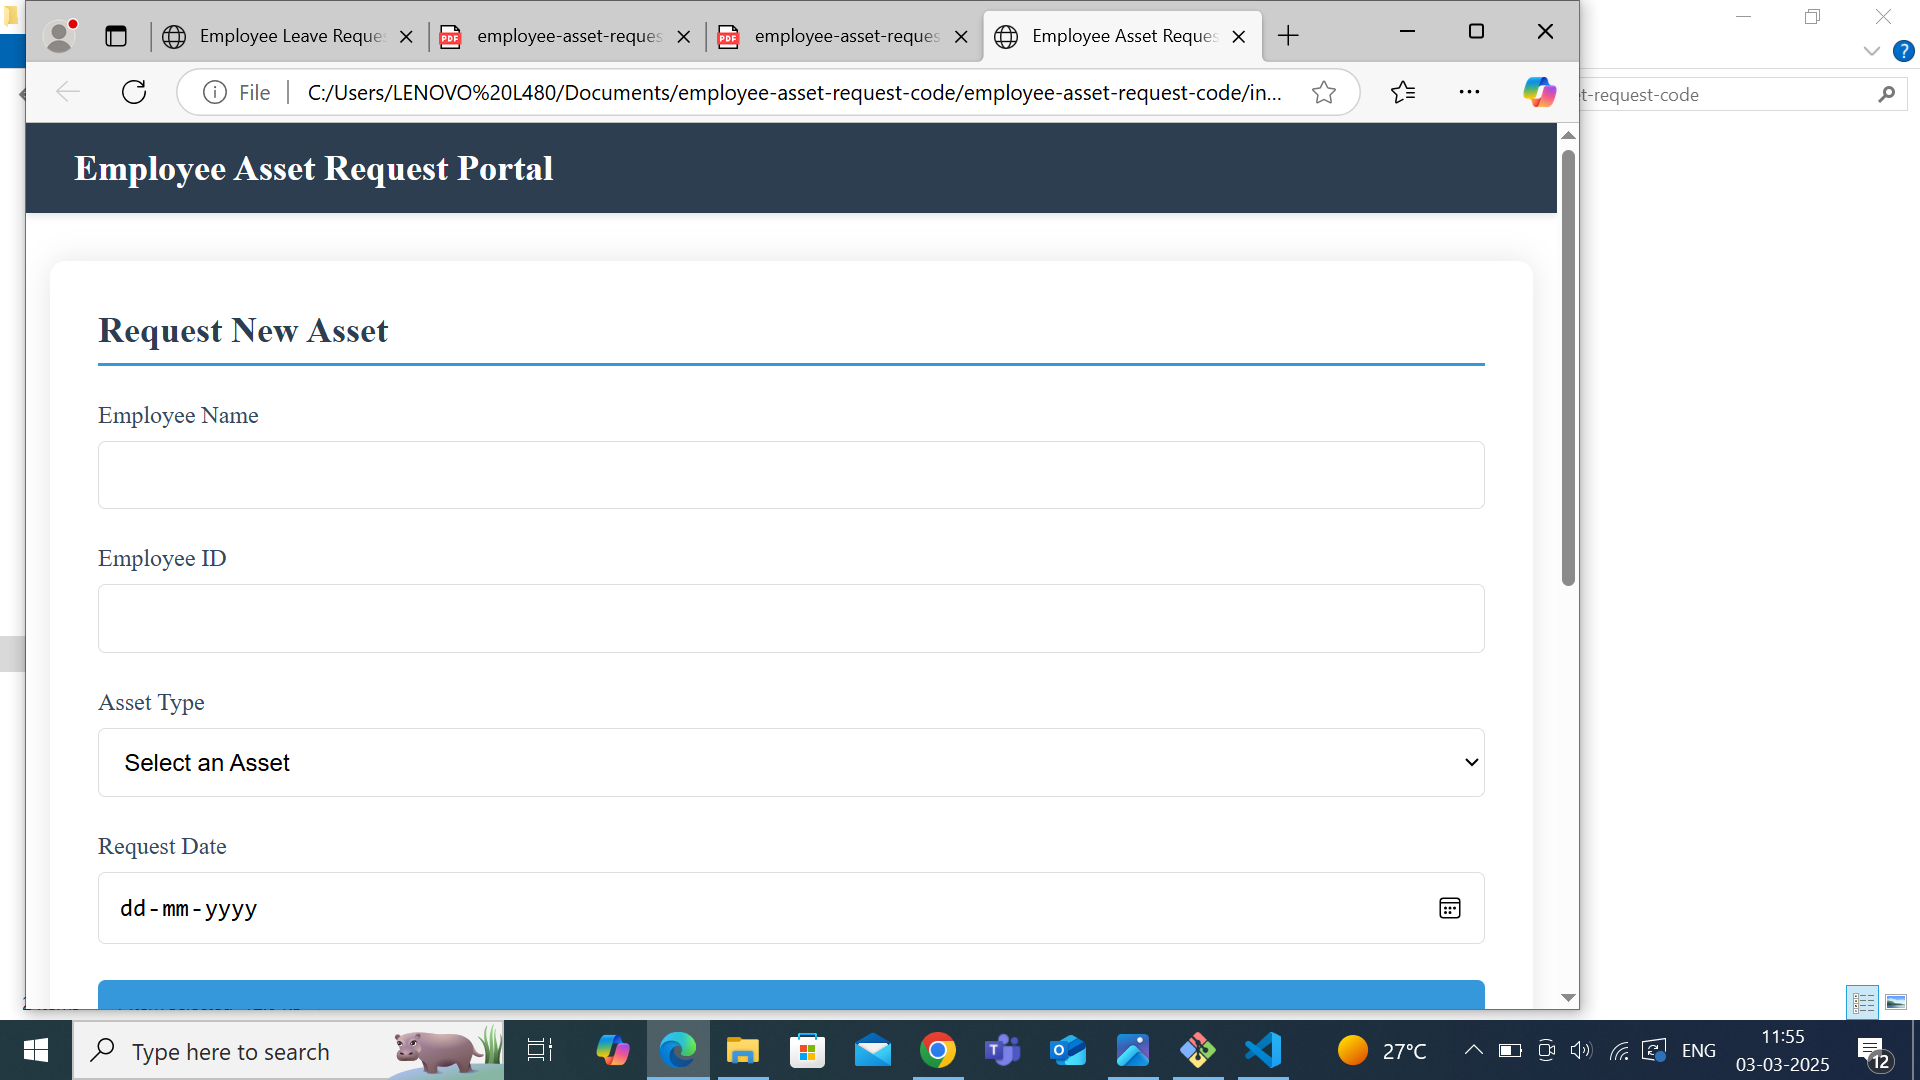 Employee Leave Reques
employee-asset-reques
employee-asset-reques
Employee Asset Reques
File
C:/Users/LENOVO%20L480/Documents/employee-asset-request-code/employee-asset-request-code/in...
t-request-code
Employee Asset Request Portal
Request New Asset
Employee Name
Employee ID
Asset Type
Select an Asset
Request Date
dd-mm-yyyy
Type here to search
27°C
ENG
11:55
03-03-2025
12